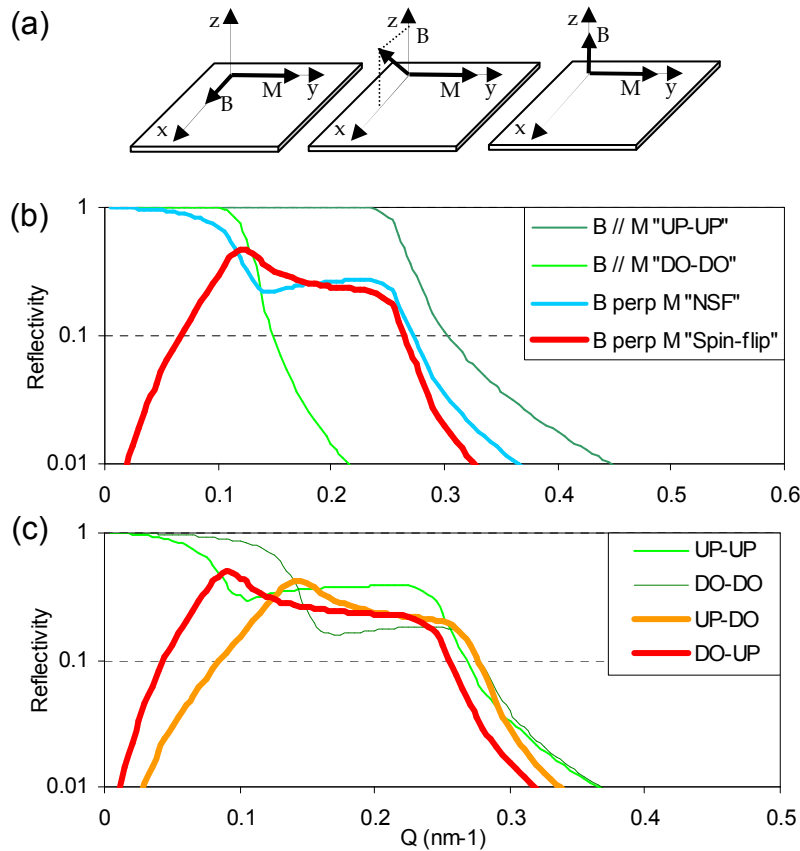 (a)
z
B
M
y
x
z
B
M
y
x
z
B
M
y
x
(b)
1
0.1
0.01
Reflectivity
0
0.1
0.2
0.3
0.4
0.5
0.6
B // M "UP-UP"
B // M "DO-DO"
B perp M "NSF"
B perp M "Spin-flip"
(c)
1
0.1
0.01
Reflectivity
0
0.1
0.2
0.3
0.4
0.5
Q (nm-1)
UP-UP
DO-DO
UP-DO
DO-UP